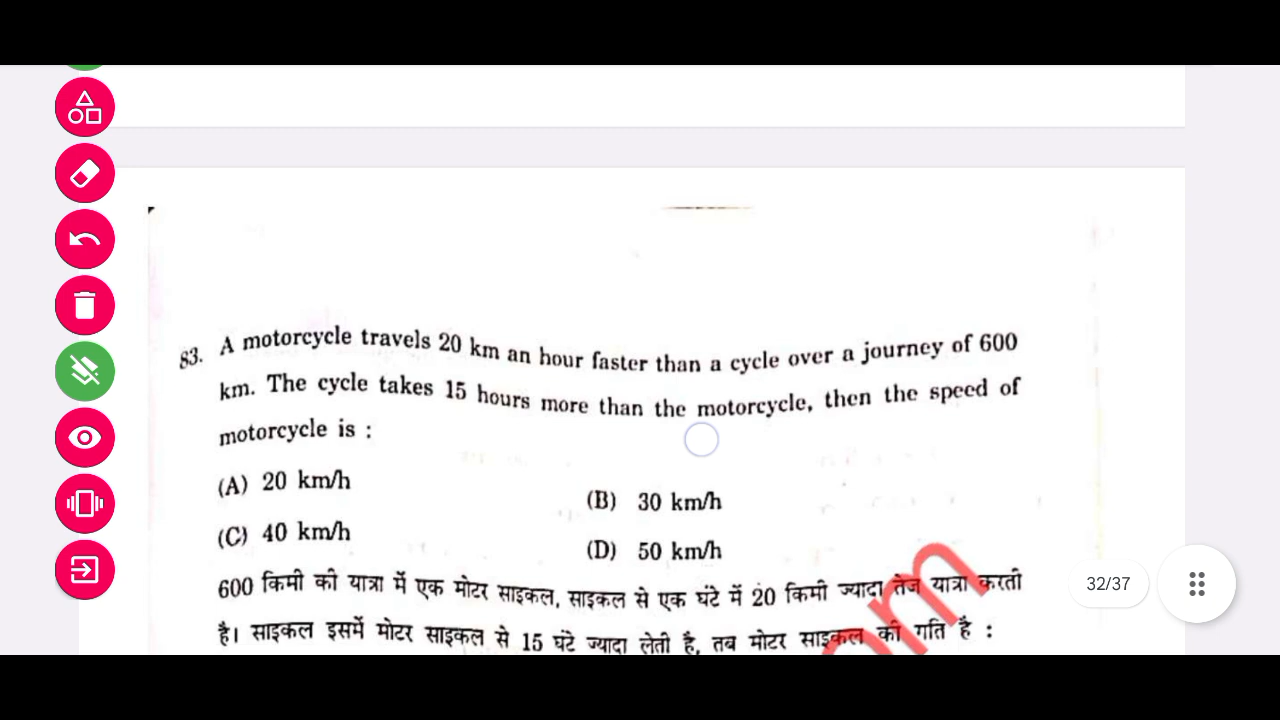 83. A motorcycle travels 20 km an hour faster than a cycle over a journey of 600
km. The cycle takes 15 hours more than the motorcycle, then the speed of
motorcycle is :
(A) 20 km/h
(B) 30 km/h
(C) 40 km/h
(D) 50 km/h
600 किमी की यात्रा में एक मोटर साइकल, साइकल से एक घंटे में 20 किमी ज्यादा तेज यात्रा करती
है। साइकल इसमें मोटर साइकल से 15 घंटे ज्यादा लेती है, तब मोटर साइकल की गति है :
om
32/37